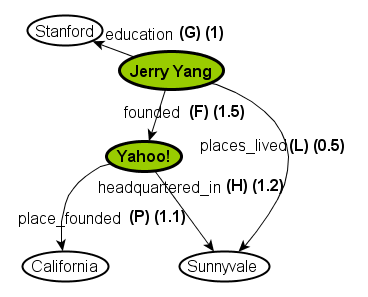 Stanford
education (G) (1)
Jerry Yang
founded (F) (1.5)
places_lived (L) (0.5)
Yahoo!
headquartered_in (H) (1.2)
place_founded (P) (1.1)
California
Sunnyvale